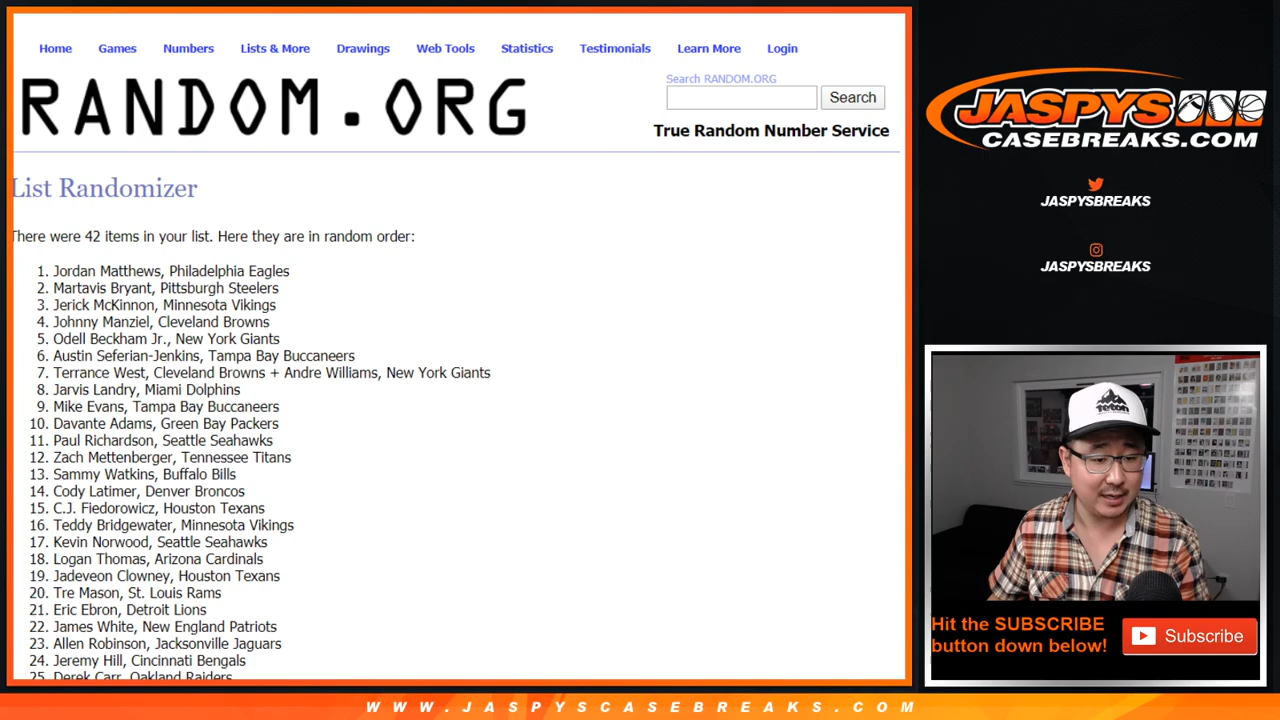 Home Games Numbers Lists & More Drawings Web Tools Statistics Testimonials Learn More Login
RANDOM.ORG
Search RANDOM.ORG
Search
True Random Number Service
List Randomizer
There were 42 items in your list. Here they are in random order:
1. Jordan Matthews, Philadelphia Eagles
2. Martavis Bryant, Pittsburgh Steelers
3. Jerick McKinnon, Minnesota Vikings
4. Johnny Manziel, Cleveland Browns
5. Odell Beckham Jr., New York Giants
6. Austin Seferian-Jenkins, Tampa Bay Buccaneers
7. Terrance West, Cleveland Browns + Andre Williams, New York Giants
8. Jarvis Landry, Miami Dolphins
9. Mike Evans, Tampa Bay Buccaneers
10. Davante Adams, Green Bay Packers
11. Paul Richardson, Seattle Seahawks
12. Zach Mettenberger, Tennessee Titans
13. Sammy Watkins, Buffalo Bills
14. Cody Latimer, Denver Broncos
15. C.J. Fiedorowicz, Houston Texans
16. Teddy Bridgewater, Minnesota Vikings
17. Kevin Norwood, Seattle Seahawks
18. Logan Thomas, Arizona Cardinals
19. Jadeveon Clowney, Houston Texans
20. Tre Mason, St. Louis Rams
21. Eric Ebron, Detroit Lions
22. James White, New England Patriots
23. Allen Robinson, Jacksonville Jaguars
24. Jeremy Hill, Cincinnati Bengals
25. Derek Carr, Oakland Raiders
JASPYS
CASEBREAKS.COM
JASPYSBREAKS
JASPYSBREAKS
teton
Hit the SUBSCRIBE
button down below!
Subscribe
WWW.JASPYSCASEBREAKS.COM